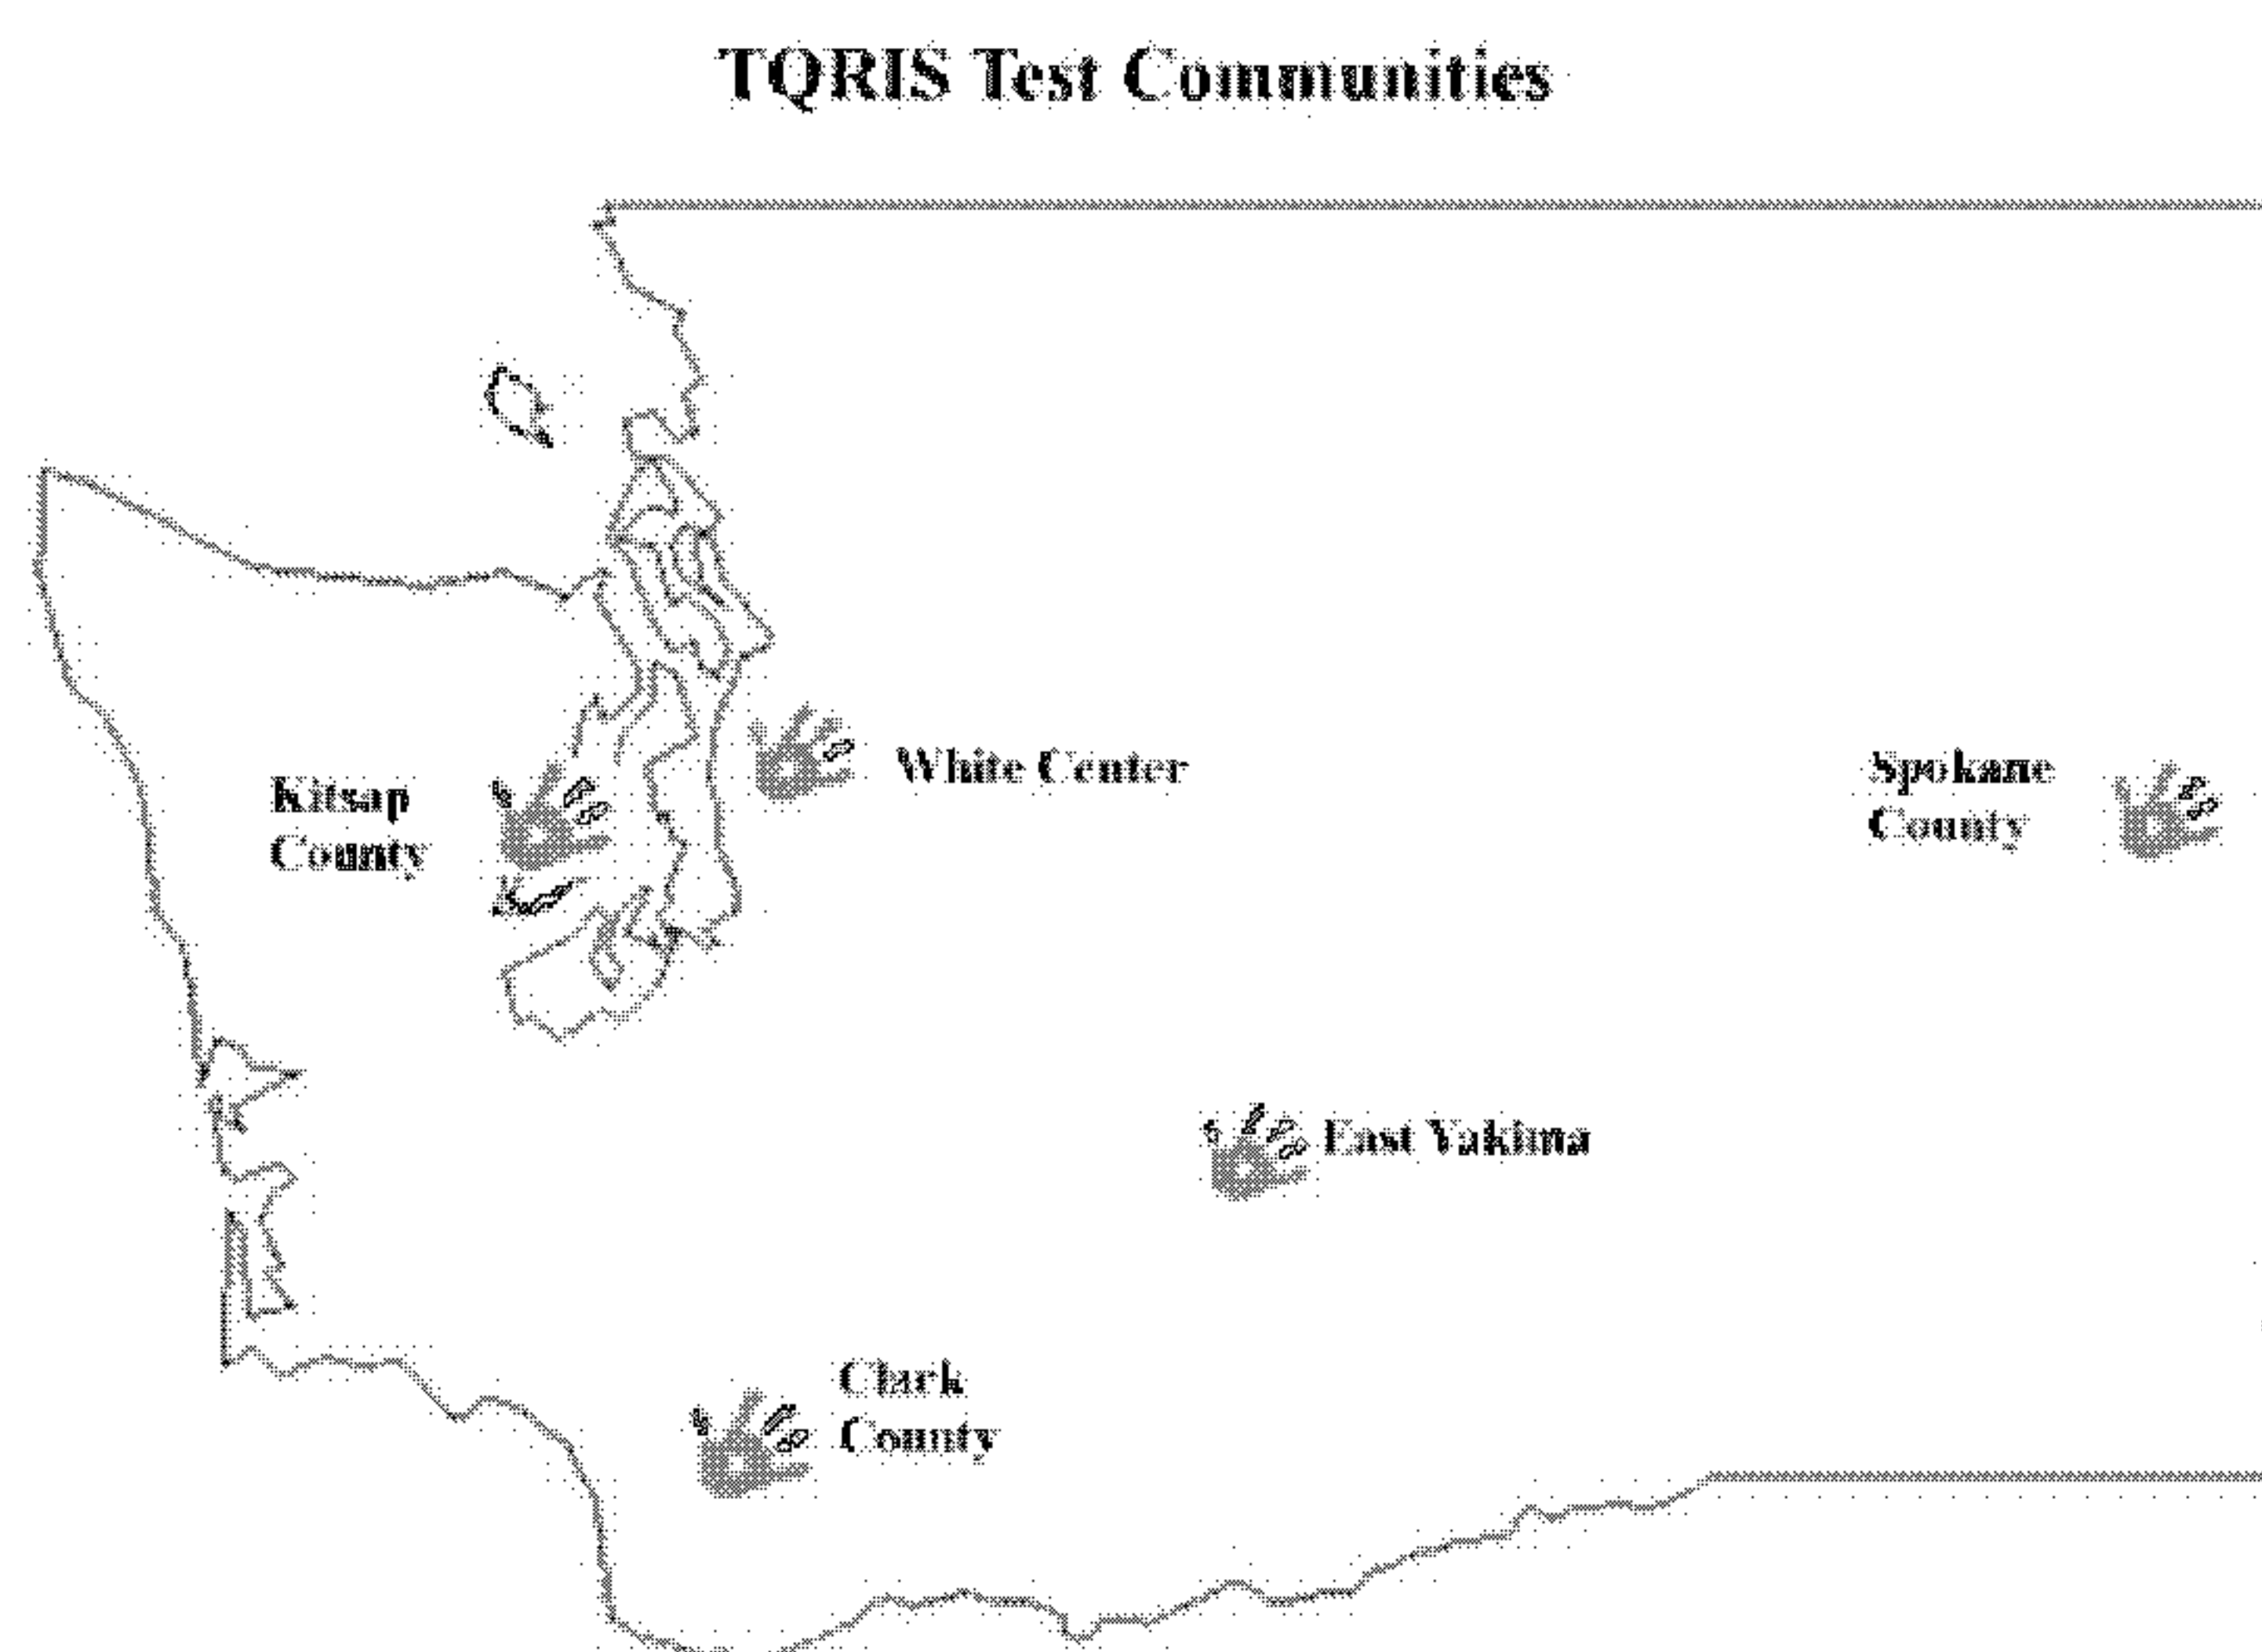 TQRIS Test Communities
White Center
Kitsap
County
Spokane
County
East Yakima
Clark
County